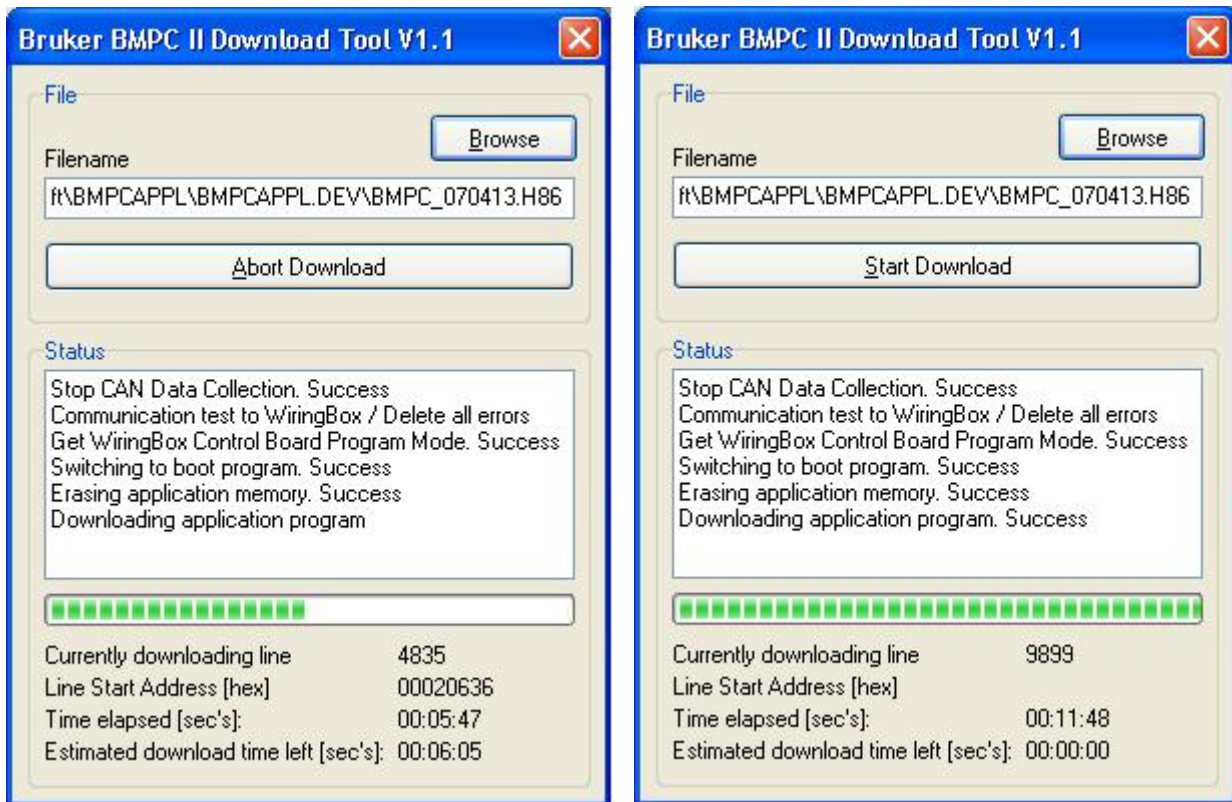 Bruker BMPC II Download Tool V1.1
File
Browse
Filename
ft\BMPCAPPL\BMPCAPPL.DEV\BMPC_070413.H86
Abort Download
Status
Stop CAN Data Collection. Success
Communication test to WiringBox / Delete all errors
Get WiringBox Control Board Program Mode. Success
Switching to boot program. Success
Erasing application memory. Success
Downloading application program
Currently downloading line 4835
Line Start Address [hex] 00020636
Time elapsed [sec's]: 00:05:47
Estimated download time left [sec's]: 00:06:05
Bruker BMPC II Download Tool V1.1
File
Browse
Filename
ft\BMPCAPPL\BMPCAPPL.DEV\BMPC_070413.H86
Start Download
Status
Stop CAN Data Collection. Success
Communication test to WiringBox / Delete all errors
Get WiringBox Control Board Program Mode. Success
Switching to boot program. Success
Erasing application memory. Success
Downloading application program. Success
Currently downloading line 9899
Line Start Address [hex]
Time elapsed [sec's]: 00:11:48
Estimated download time left [sec's]: 00:00:00